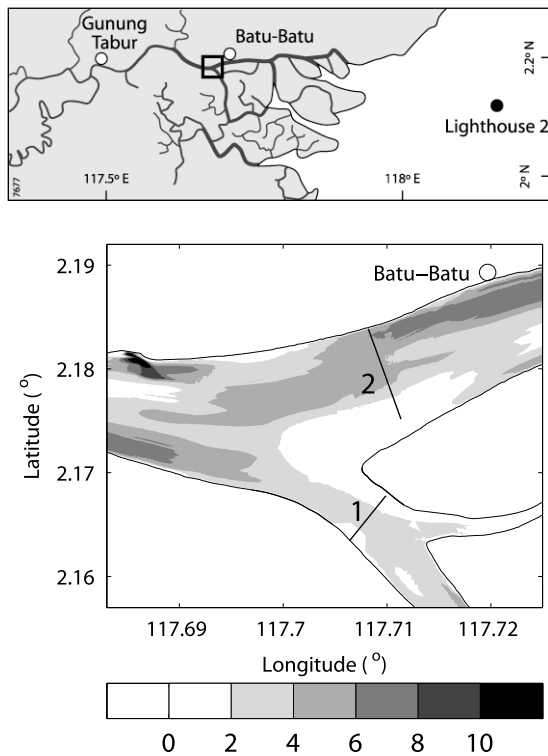 Gunung
Tabur
Batu-Batu
2.2° N
Lighthouse 2
7677
117.5° E
118° E
2° N
2.19
Batu−Batu
2.18
2
Latitude ( ° )
2.17
1
2.16
117.69 117.7 117.71 117.72
Longitude ( ° )
0 2 4 6 8 10